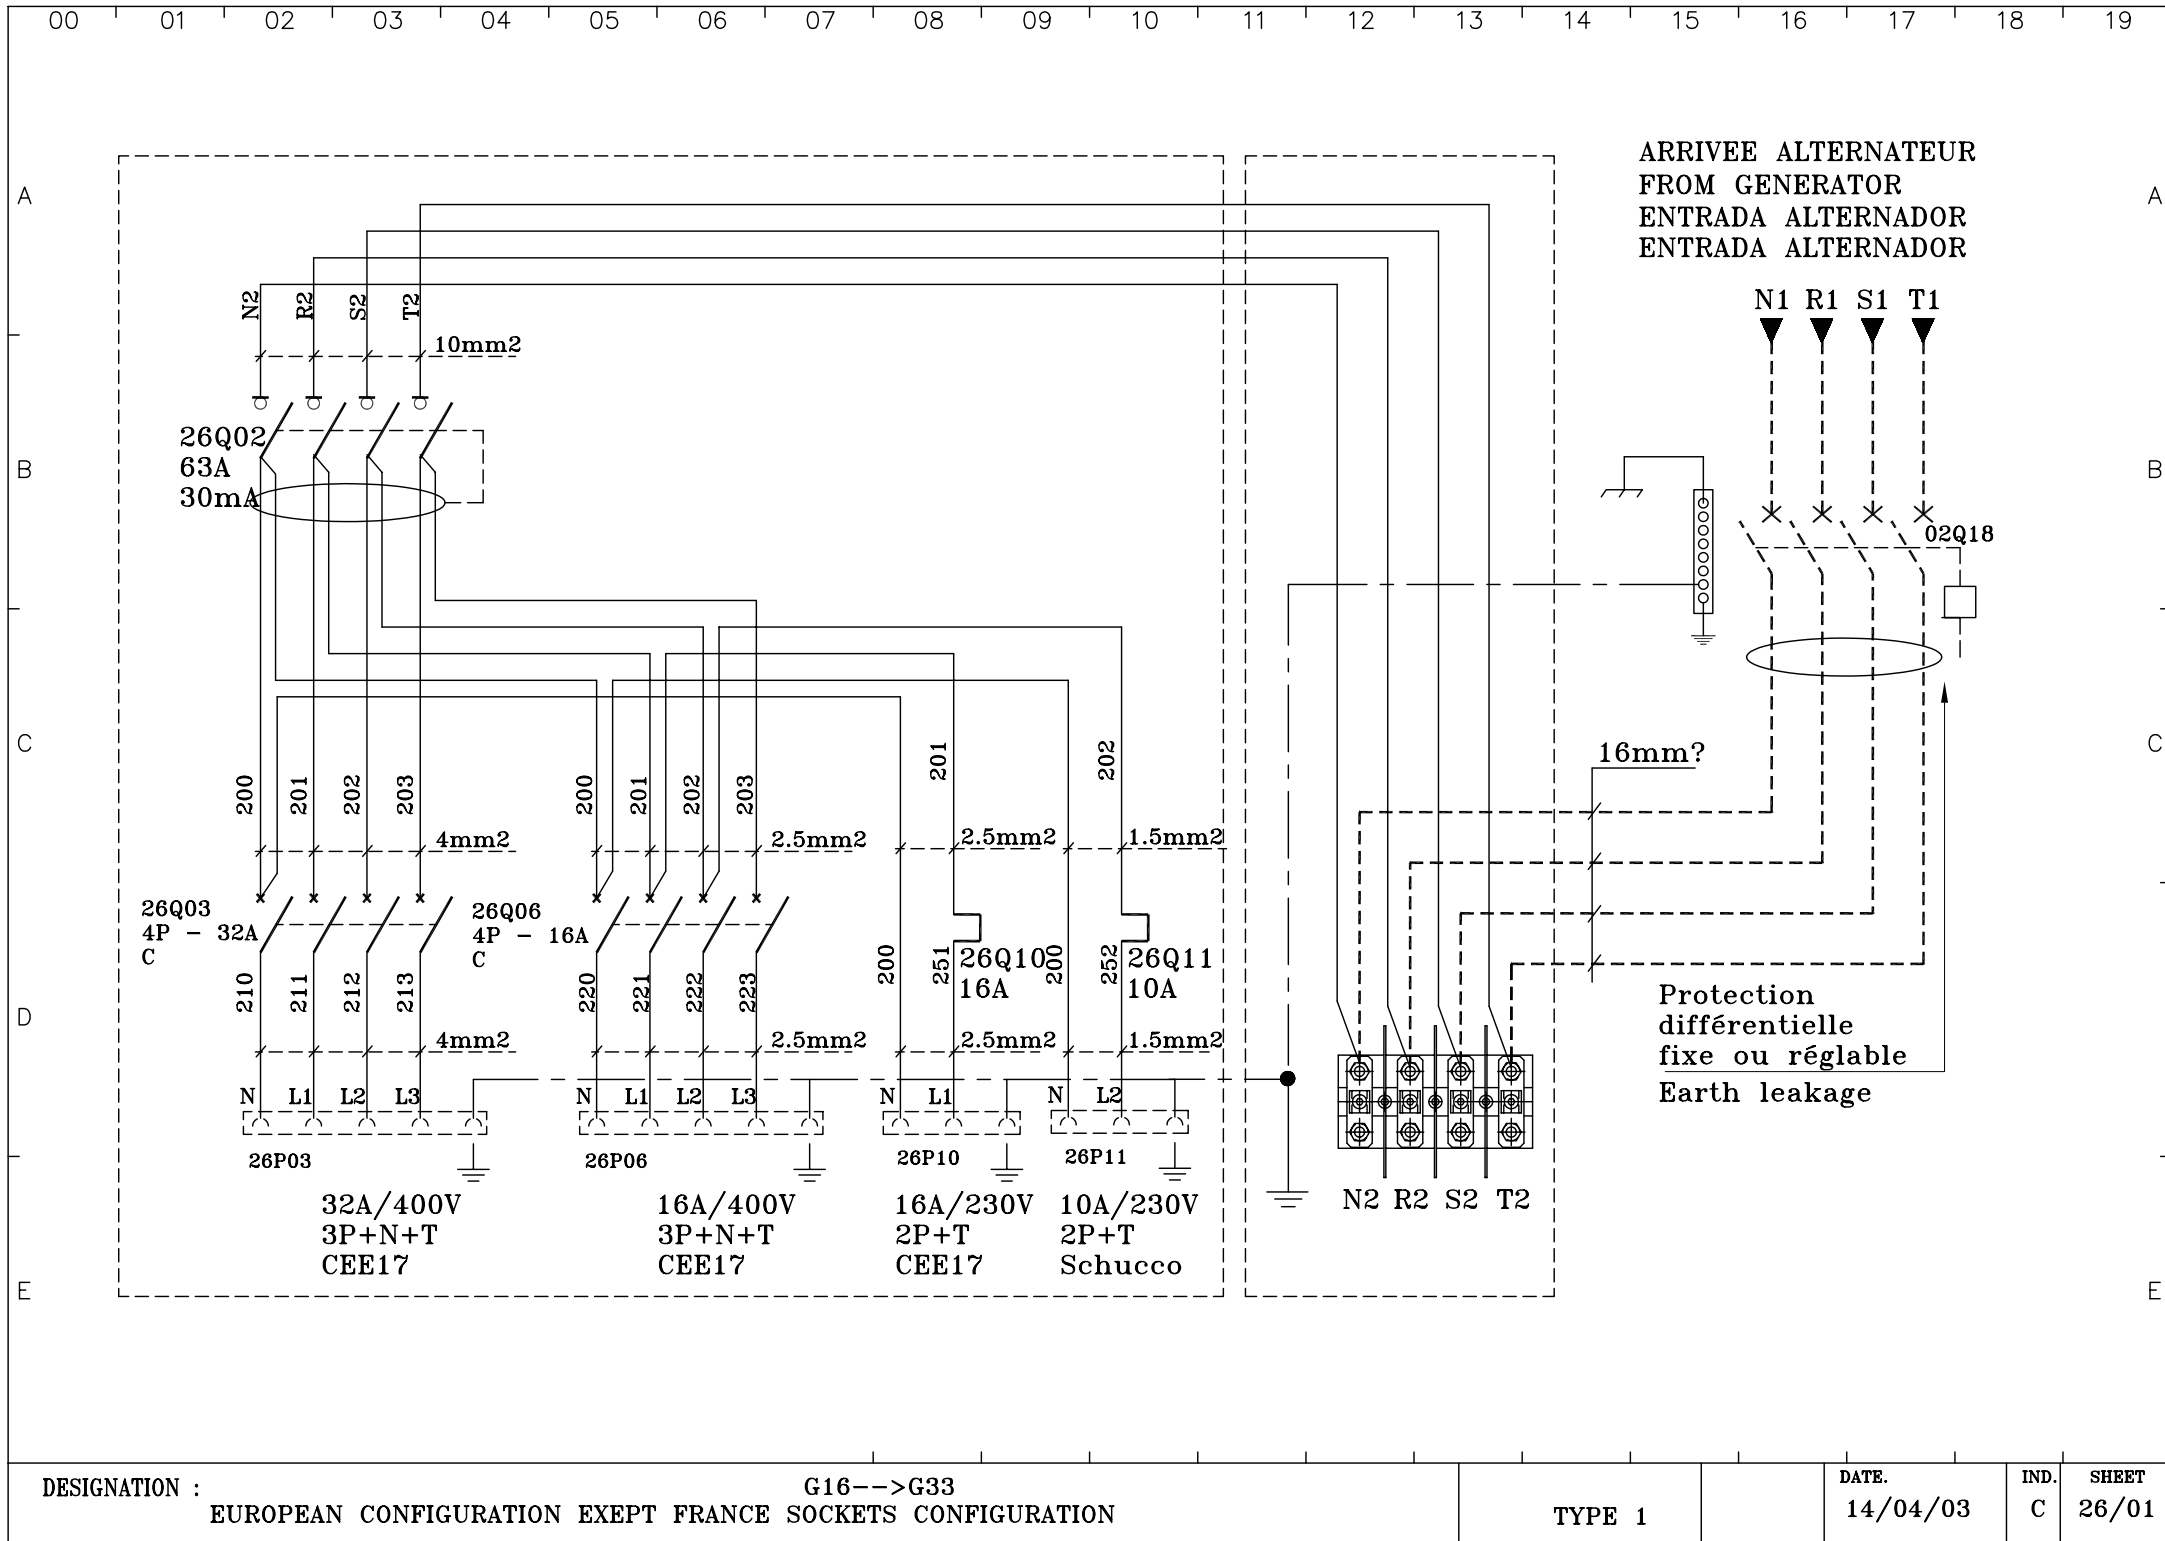 00 01 02 03 04 05 06 07 08 09 10 11 12 13 14 15 16 17 18 19
A A
B B
C C
D
E E
ARRIVEE ALTERNATEUR
FROM GENERATOR
ENTRADA ALTERNADOR
ENTRADA ALTERNADOR
N1 R1 S1 T1
N2 R2 S2 T2
10mm2
26Q02
63A
30mA
02Q18
16mm?
201 202
200 201 202 203 200 201 202 203
4mm2 2.5mm2 2.5mm2 1.5mm2
26Q03
4P - 32A
C
26Q06
4P - 16A
C
26Q10
16A
26Q11
10A
210 211 212 213 220 221 222 223 200 251 200 252
4mm2 2.5mm2 2.5mm2 1.5mm2
N L1 L2 L3 N L1 L2 L3 N L1 N L2
26P03 26P06 26P10 26P11
32A/400V
3P+N+T
CEE17
16A/400V
3P+N+T
CEE17
16A/230V
2P+T
CEE17
10A/230V
2P+T
Schucco
N2 R2 S2 T2
Protection
différentielle
fixe ou réglable
Earth leakage
DESIGNATION :
G16-->G33
EUROPEAN CONFIGURATION EXEPT FRANCE SOCKETS CONFIGURATION
TYPE 1
DATE.
14/04/03
IND.
C
SHEET
26/01